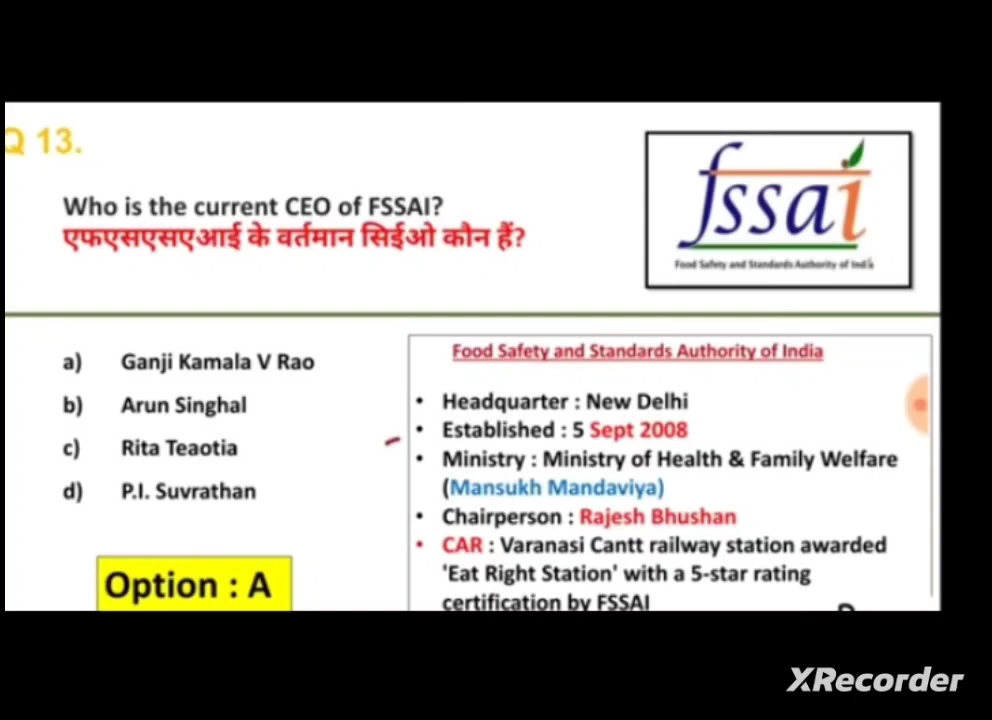 Q 13.
Who is the current CEO of FSSAI?
एफएसएसएआई के वर्तमान सिईओ कौन हैं?
fssai
Food Safety and Standards Authority of India
a) Ganji Kamala V Rao
b) Arun Singhal
c) Rita Teaotia
d) P.I. Suvrathan
Option : A
Food Safety and Standards Authority of India
• Headquarter : New Delhi
• Established : 5 Sept 2008
• Ministry : Ministry of Health & Family Welfare
(Mansukh Mandaviya)
• Chairperson : Rajesh Bhushan
• CAR : Varanasi Cantt railway station awarded
'Eat Right Station' with a 5-star rating
certification by FSSAI
XRecorder